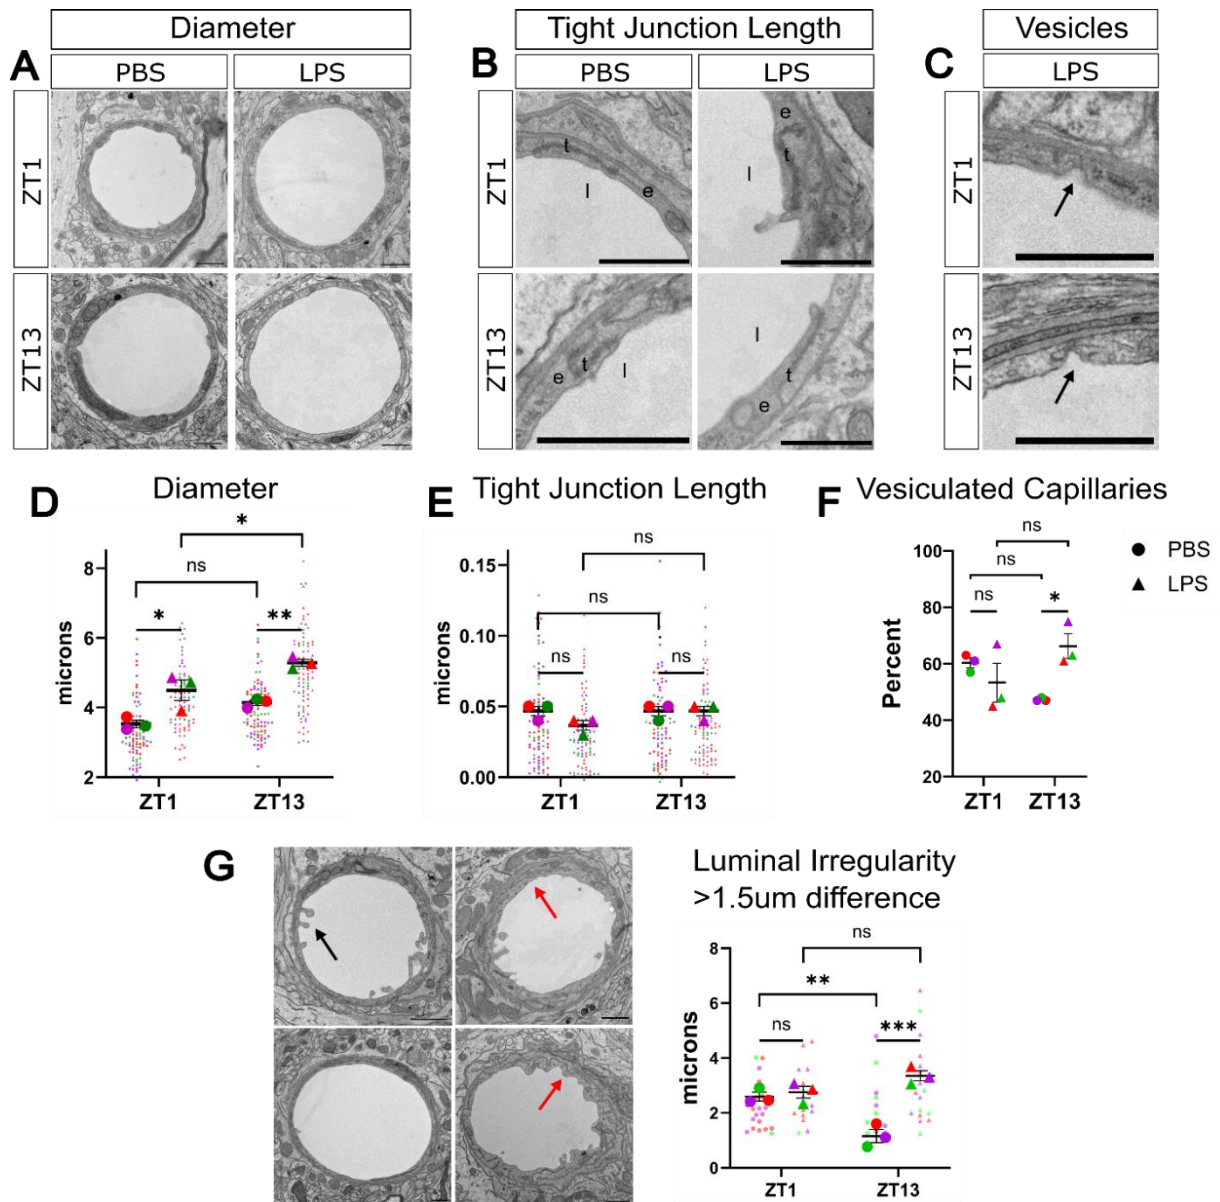 Diameter
Tight Junction Length
Vesicles
A
PBS
LPS
B
PBS
LPS
C
LPS
ZT1
ZT1
e
t
l
e
t
l
ZT1
ZT13
ZT13
e
t
l
l
t
e
ZT13
D
Diameter
E
Tight Junction Length
F
Vesiculated Capillaries
PBS
LPS
*
ns
*
**
microns
8
6
4
2
ZT1
ZT13
ns
ns
ns
ns
microns
0.15
0.10
0.05
0.00
ZT1
ZT13
ns
ns
ns
*
Percent
100
80
60
40
20
ZT1
ZT13
G
Luminal Irregularity
>1.5um difference
ns
**
ns
***
microns
8
6
4
2
0
ZT1
ZT13